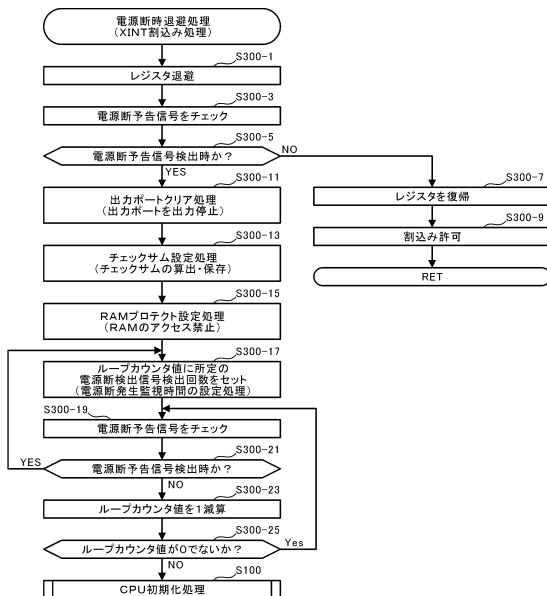 電源断時退避処理
(XINT割込み処理)
S300-1
レジスタ退避
S300-3
電源断予告信号をチェック
S300-5
電源断予告信号検出時か？
NO
YES
S300-7
レジスタを復帰
S300-9
割込み許可
RET
S300-11
出力ポートクリア処理
(出力ポートを出力停止)
S300-13
チェックサム設定処理
(チェックサムの算出・保存)
S300-15
RAMプロテクト設定処理
(RAMのアクセス禁止)
S300-17
ループカウンタ値に所定の
電源断検出信号検出回数をセット
(電源断発生監視時間の設定処理)
S300-19
電源断予告信号をチェック
S300-21
YES
電源断予告信号検出時か？
NO
S300-23
ループカウンタ値を1減算
S300-25
ループカウンタ値が0でないか？
Yes
NO
S100
CPU初期化処理